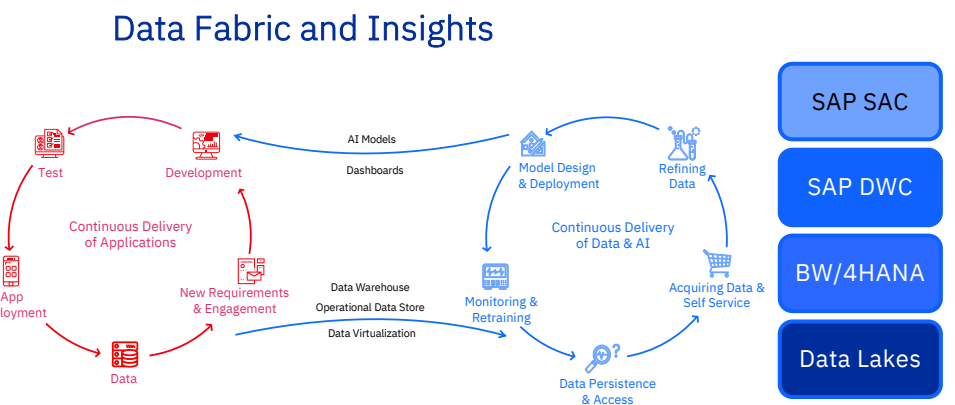 Data Fabric and Insights
Test
Development
Continuous Delivery
of Applications
App
loyment
New Requirements
& Engagement
Data
AI Models
Dashboards
Data Warehouse
Operational Data Store
Data Virtualization
Model Design
& Deployment
Refining
Data
Continuous Delivery
of Data & AI
Monitoring &
Retraining
Acquiring Data &
Self Service
?
Data Persistence
& Access
SAP SAC
SAP DWC
BW/4HANA
Data Lakes